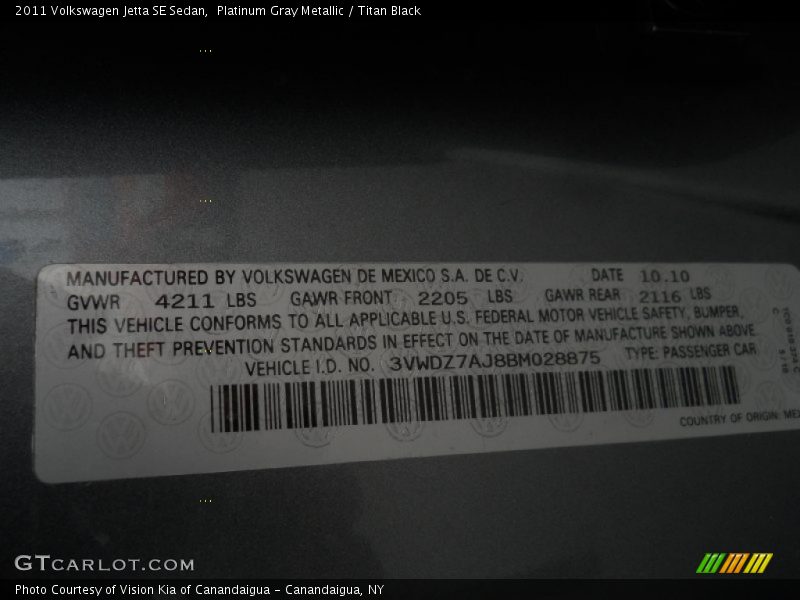 2011 Volkswagen Jetta SE Sedan,  Platinum Gray Metallic / Titan Black
MANUFACTURED BY VOLKSWAGEN DE MEXICO S.A. DE C.V. DATE 10.10
GVWR 4211 LBS GAWR FRONT 2205 LBS GAWR REAR 2116 LBS
THIS VEHICLE CONFORMS TO ALL APPLICABLE U.S. FEDERAL MOTOR VEHICLE SAFETY, BUMPER,
AND THEFT PREVENTION STANDARDS IN EFFECT ON THE DATE OF MANUFACTURE SHOWN ABOVE
VEHICLE I.D. NO. 3VWDZ7AJ8BM028875 TYPE: PASSENGER CAR
COUNTRY OF ORIGIN: MEX
GTCARLOT.COM
Photo Courtesy of Vision Kia of Canandaigua - Canandaigua, NY